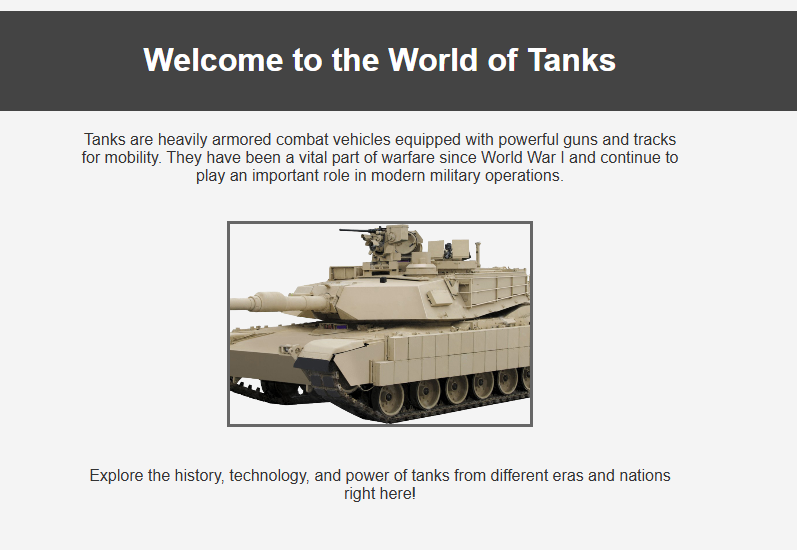 Welcome to the World of Tanks
Tanks are heavily armored combat vehicles equipped with powerful guns and tracks
for mobility. They have been a vital part of warfare since World War I and continue to
play an important role in modern military operations.
Explore the history, technology, and power of tanks from different eras and nations
right here!